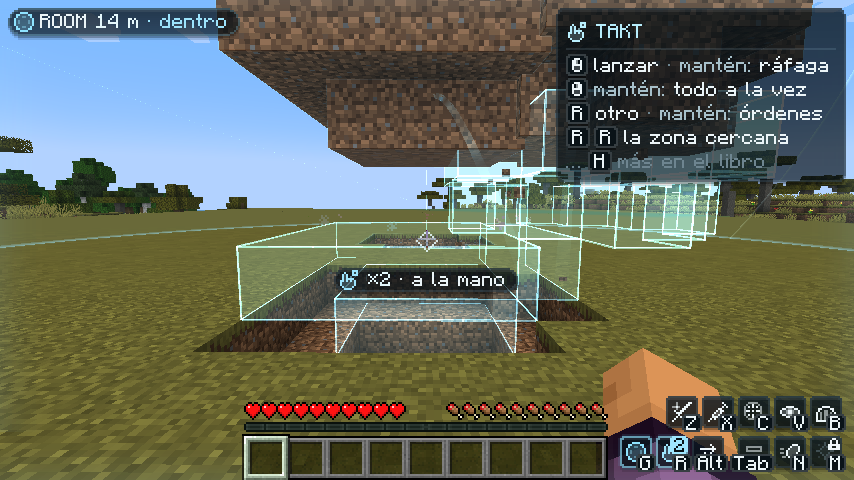 ROOM 14 m · dentro
TAKT
lanzar · mantén: ráfaga
mantén: todo a la vez
R otro · mantén: órdenes
R R la zona cercana
... H más en el libro
×2 · a la mano
Z X C V B
G 2 R Alt Tab N M